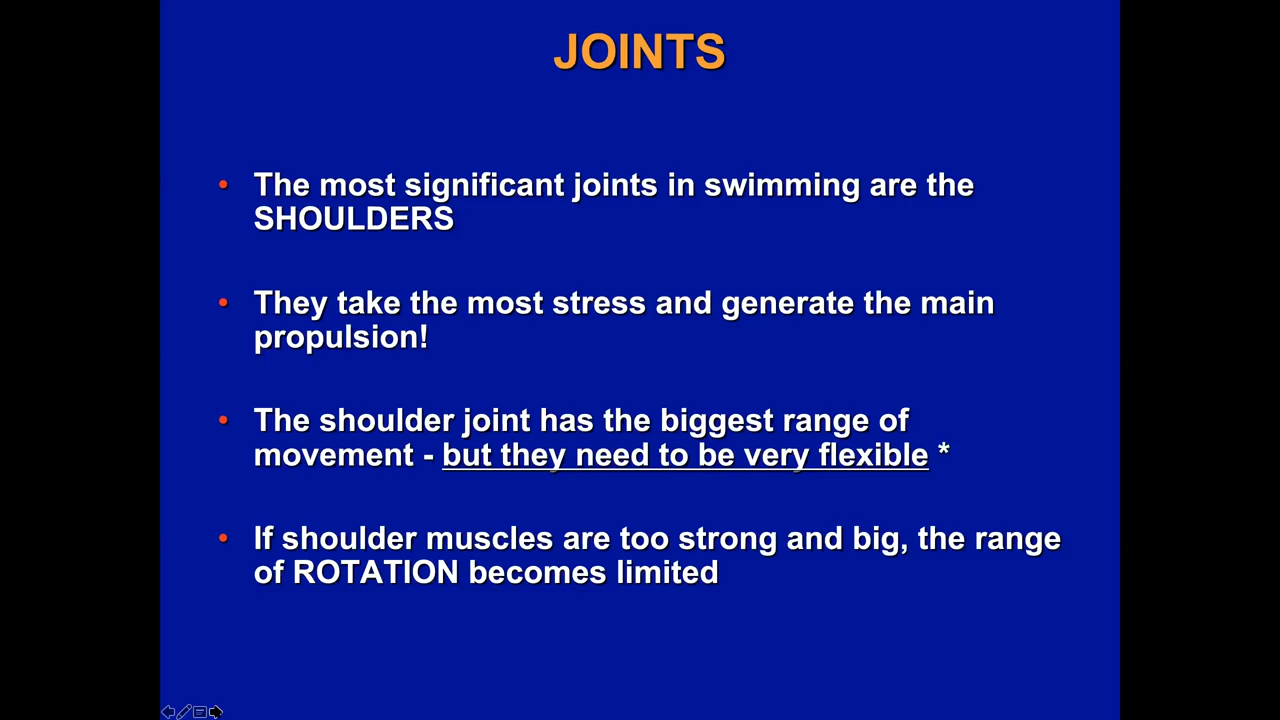 JOINTS
• The most significant joints in swimming are the
SHOULDERS
• They take the most stress and generate the main
propulsion!
• The shoulder joint has the biggest range of
movement - but they need to be very flexible *
• If shoulder muscles are too strong and big, the range
of ROTATION becomes limited